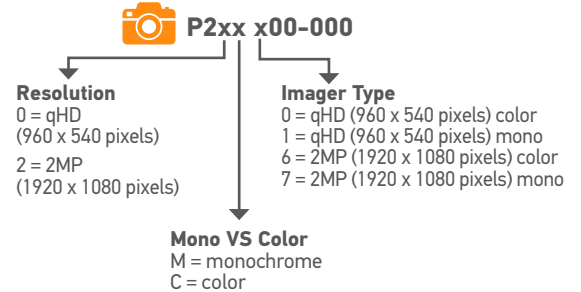 P2xx x00-000
Resolution
0 = qHD
(960 x 540 pixels)
2 = 2MP
(1920 x 1080 pixels)
Imager Type
0 = qHD (960 x 540 pixels) color
1 = qHD (960 x 540 pixels) mono
6 = 2MP (1920 x 1080 pixels) color
7 = 2MP (1920 x 1080 pixels) mono
Mono VS Color
M = monochrome
C = color